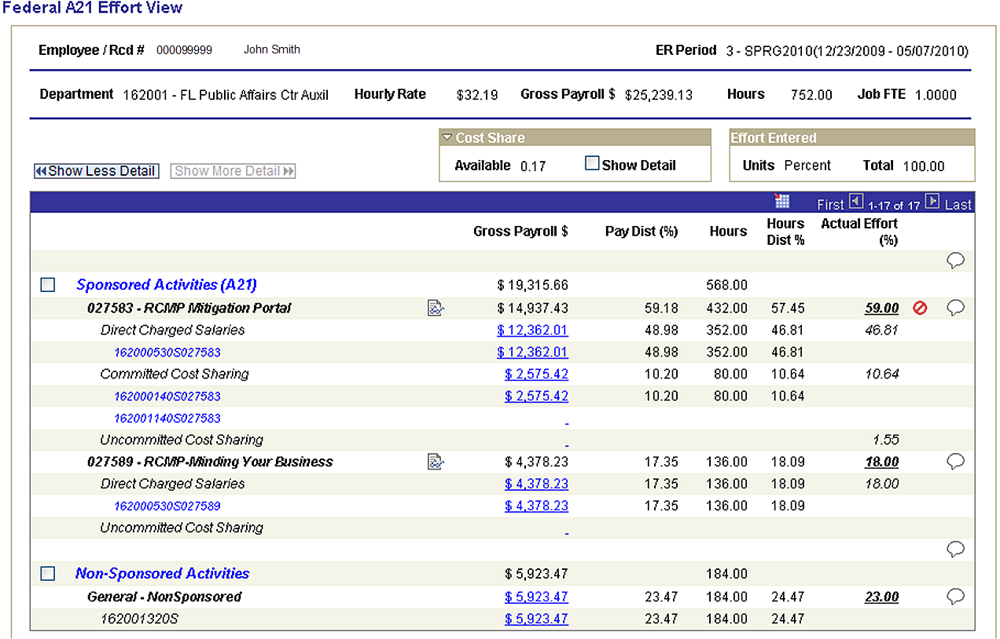 Federal A21 Effort View
Employee / Rcd # 000099999 John Smith ER Period 3 - SPRG2010(12/23/2009 - 05/07/2010)
Department 162001 - FL Public Affairs Ctr Auxil Hourly Rate $32.19 Gross Payroll $ $25,239.13 Hours 752.00 Job FTE 1.0000
Cost Share Effort Entered
Available 0.17 Show Detail Units Percent Total 100.00
Show Less Detail Show More Detail
First 1-17 of 17 Last
Gross Payroll $ Pay Dist (%) Hours Hours Dist % Actual Effort (%)
Sponsored Activities (A21) $ 19,315.66 568.00
027583 - RCMP Mitigation Portal $ 14,937.43 59.18 432.00 57.45 59.00
Direct Charged Salaries $ 12,362.01 48.98 352.00 46.81 46.81
162000530S027583 $ 12,362.01 48.98 352.00 46.81
Committed Cost Sharing $ 2,575.42 10.20 80.00 10.64 10.64
162000140S027583 $ 2,575.42 10.20 80.00 10.64
162001140S027583
Uncommitted Cost Sharing 1.55
027589 - RCMP-Minding Your Business $ 4,378.23 17.35 136.00 18.09 18.00
Direct Charged Salaries $ 4,378.23 17.35 136.00 18.09 18.00
162000530S027589 $ 4,378.23 17.35 136.00 18.09
Uncommitted Cost Sharing
Non-Sponsored Activities $ 5,923.47 184.00
General - NonSponsored $ 5,923.47 23.47 184.00 24.47 23.00
162001320S $ 5,923.47 23.47 184.00 24.47